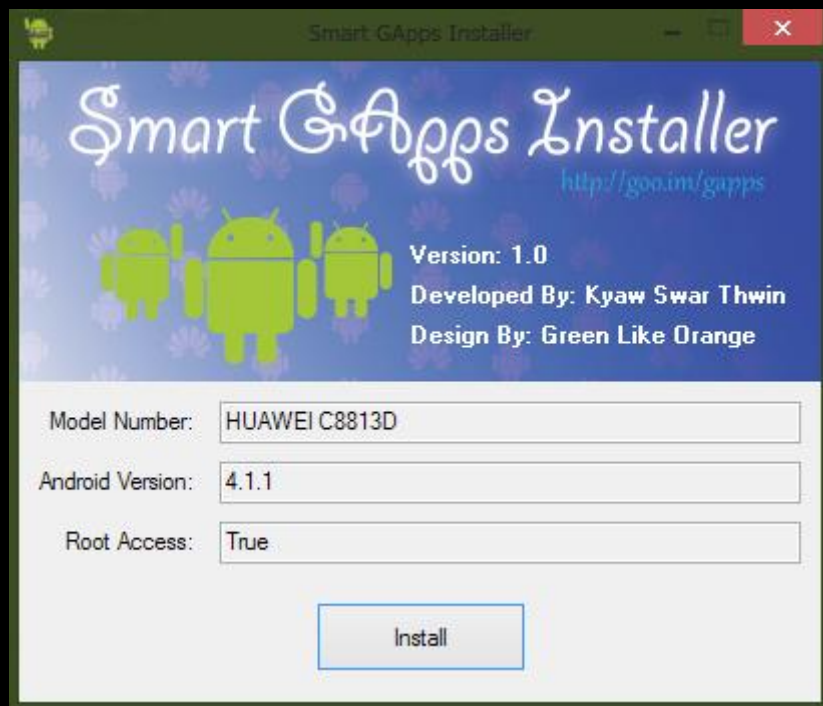 Smart GApps Installer
Smart GApps Installer
http://goo.im/gapps
Version: 1.0
Developed By: Kyaw Swar Thwin
Design By: Green Like Orange
Model Number: HUAWEI C8813D
Android Version: 4.1.1
Root Access: True
Install